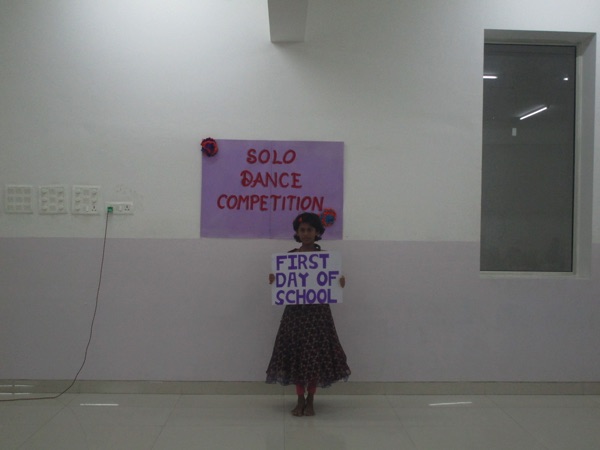 SOLO
DANCE
COMPETITION
FIRST
DAY OF
SCHOOL